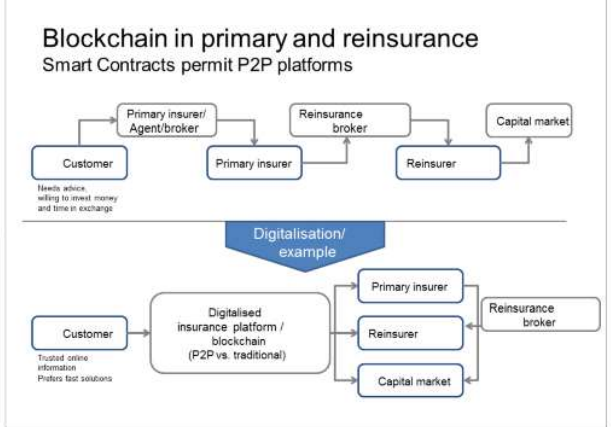 Blockchain in primary and reinsurance
Smart Contracts permit P2P platforms
Primary insurer/
Agent/broker
Reinsurance
broker
Capital market
Customer
Primary insurer
Reinsurer
Needs advice,
willing to invest money
and time in exchange
Digitalisation/
example
Digitalised
insurance platform /
blockchain
(P2P vs. traditional)
Primary insurer
Reinsurance
broker
Customer
Reinsurer
Trusted online
information
Prefers fast solutions
Capital market